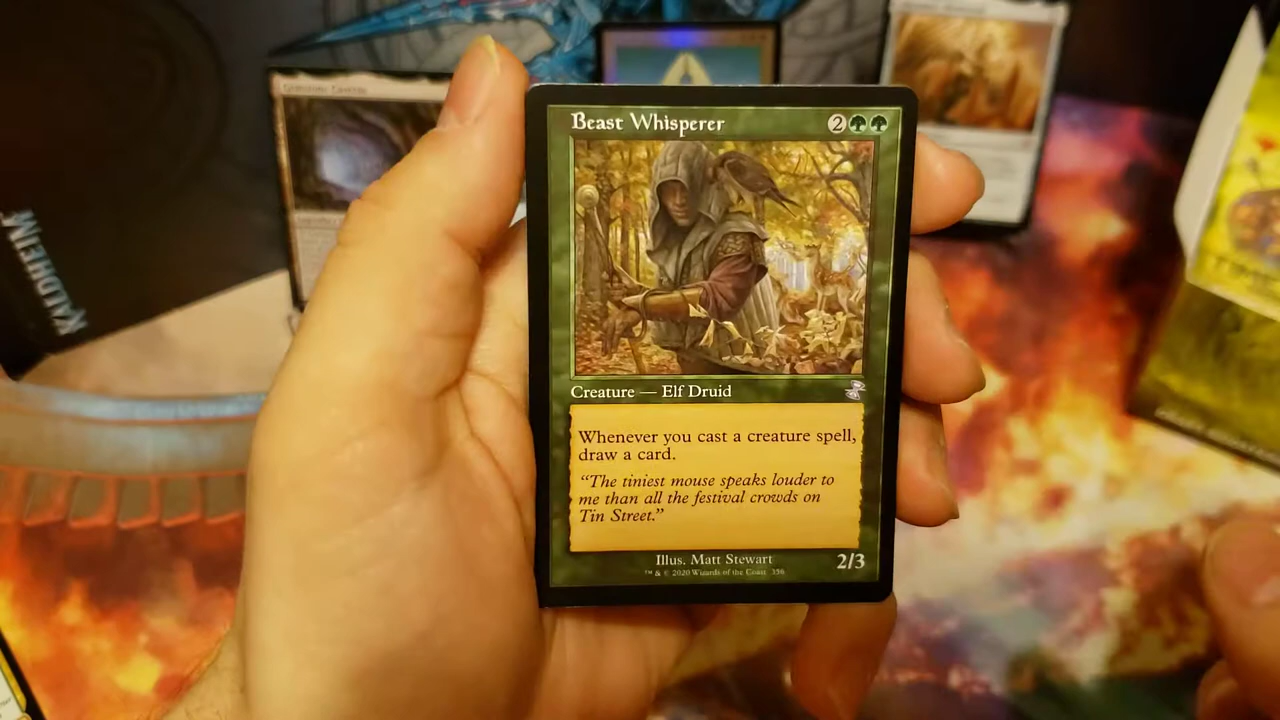 KALDHEIM
Beast Whisperer 2
Creature — Elf Druid
Whenever you cast a creature spell,
draw a card.
“The tiniest mouse speaks louder to
me than all the festival crowds on
Tin Street.”
Illus. Matt Stewart
2/3
™ & © 2020 Wizards of the Coast 356